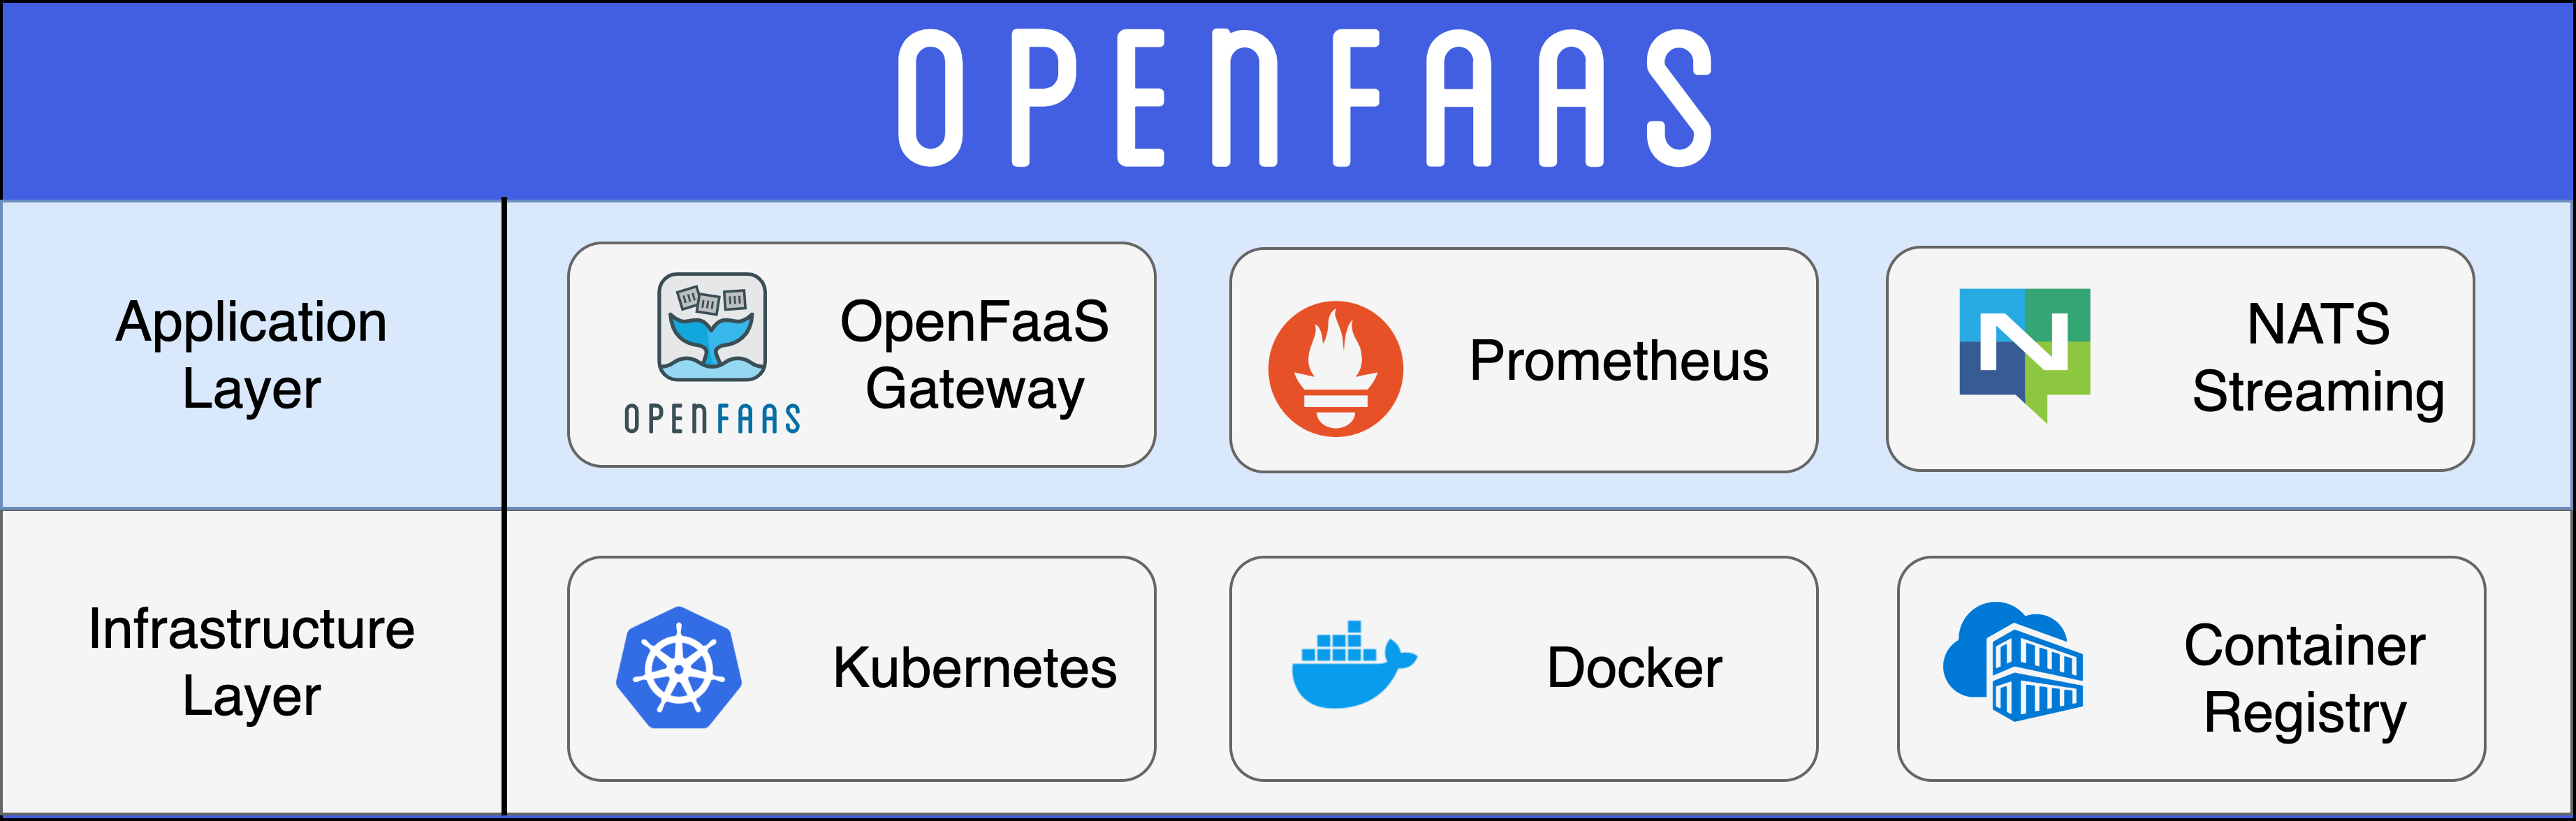 OPENFAAS
Application
Layer
OPENFAAS
OpenFaaS
Gateway
Prometheus
N
NATS
Streaming
Infrastructure
Layer
Kubernetes
Docker
Container
Registry